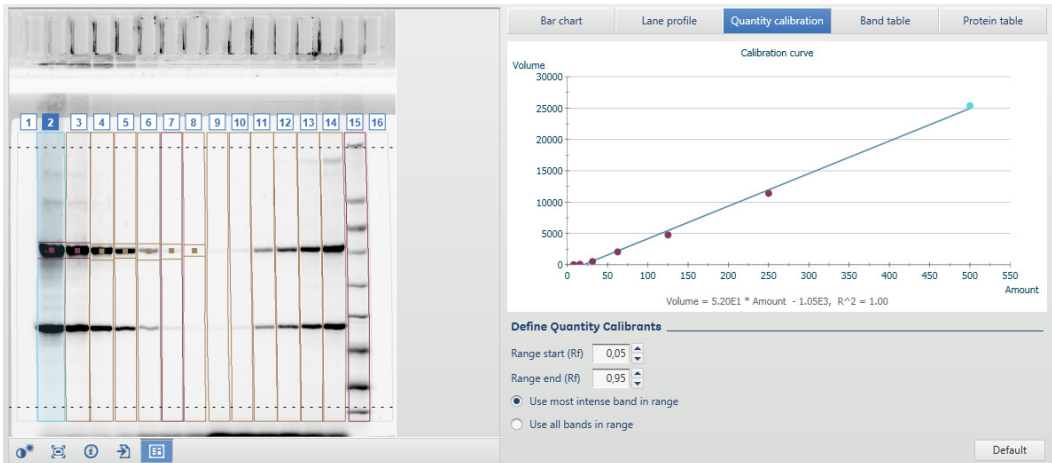 Bar chart Lane profile Quantity calibration Band table Protein table
Calibration curve
Volume
30000
25000
20000
15000
10000
5000
0
0 50 100 150 200 250 300 350 400 450 500 550
Amount
Volume = 5.20E1 * Amount - 1.05E3, R^2 = 1.00
1 2 3 4 5 6 7 8 9 10 11 12 13 14 15 16
Define Quantity Calibrants
Range start (Rf) 0,05
Range end (Rf) 0,95
Use most intense band in range
Use all bands in range
Default